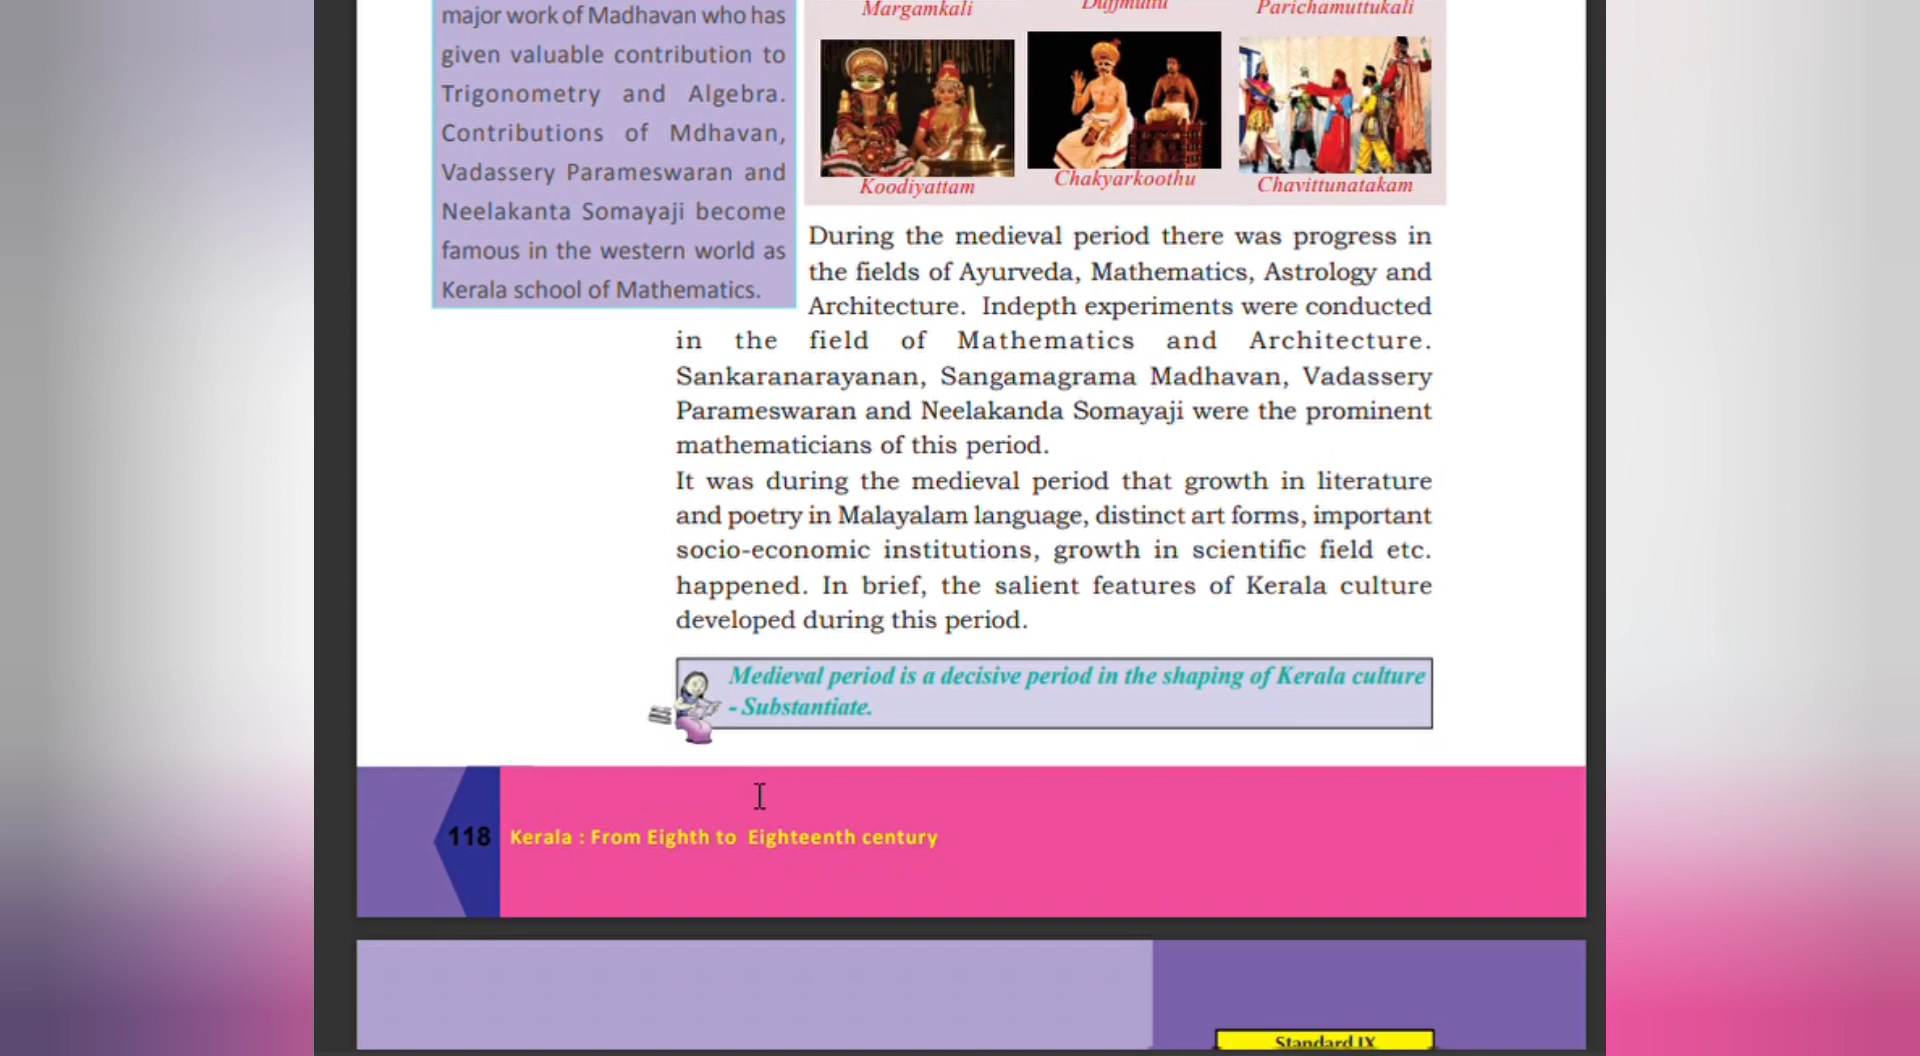 major work of Madhavan who has
given valuable contribution to
Trigonometry and Algebra.
Contributions of Mdhavan,
Vadassery Parameswaran and
Neelakanta Somayaji become
famous in the western world as
Kerala school of Mathematics.
Margamkali
Duffmuttu
Parichamuttukali
Koodiyattam
Chakyarkoothu
Chavittunatakam
During the medieval period there was progress in
the fields of Ayurveda, Mathematics, Astrology and
Architecture. Indepth experiments were conducted
in the field of Mathematics and Architecture.
Sankaranarayanan, Sangamagrama Madhavan, Vadassery
Parameswaran and Neelakanda Somayaji were the prominent
mathematicians of this period.
It was during the medieval period that growth in literature
and poetry in Malayalam language, distinct art forms, important
socio-economic institutions, growth in scientific field etc.
happened. In brief, the salient features of Kerala culture
developed during this period.
Medieval period is a decisive period in the shaping of Kerala culture
- Substantiate.
118 Kerala : From Eighth to Eighteenth century
Standard IX